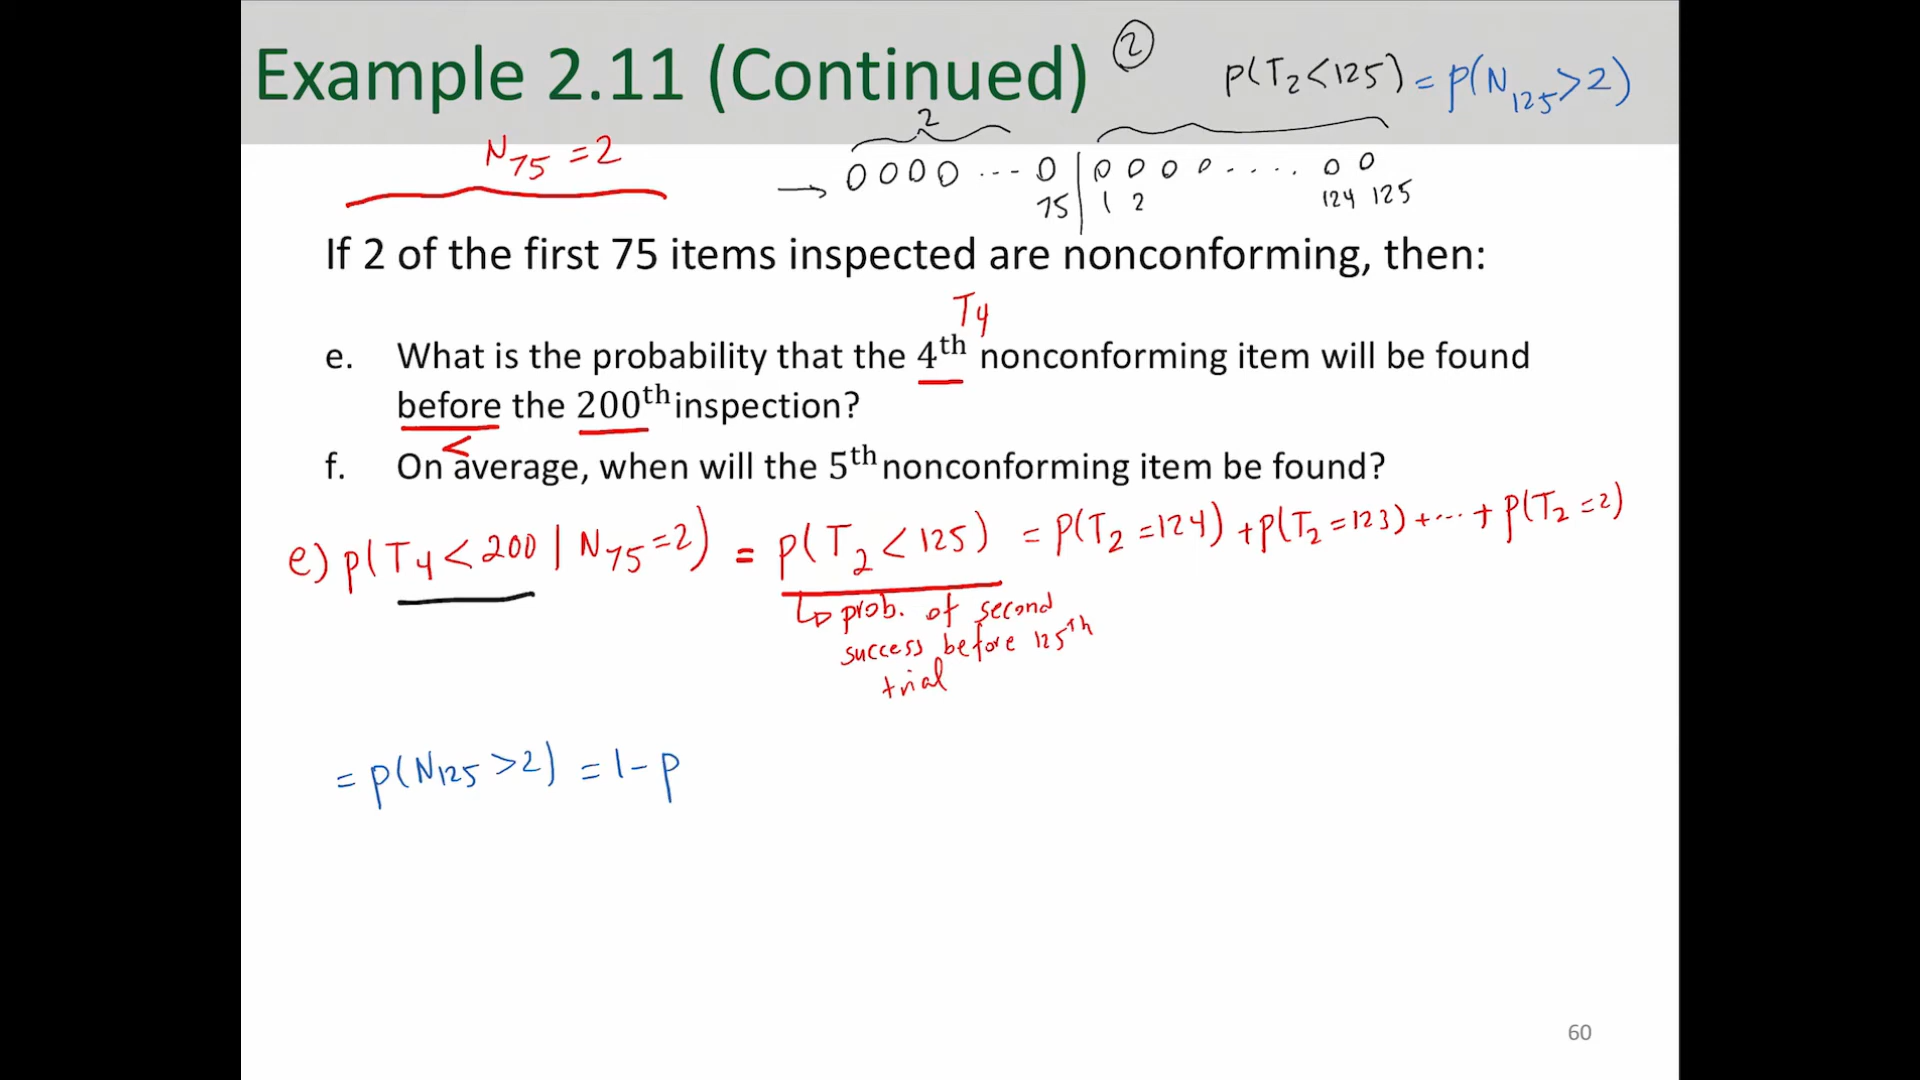 Example 2.11 (Continued) ②
p(T₂<125) = p(N₁₂₅>2)
N₇₅ = 2
2
→ 0 0 0 0 ... 0 | 0 0 0 0 ..... 0 0
75 | 1 2 124 125
If 2 of the first 75 items inspected are nonconforming, then:
T₄
e. What is the probability that the 4th nonconforming item will be found
before the 200th inspection?
<
f. On average, when will the 5th nonconforming item be found?
e) p(T₄ < 200 | N₇₅=2) = p(T₂ < 125) = p(T₂ = 124) + p(T₂ = 123) + ... + p(T₂ = 2)
↳ prob. of second
success before 125th
trial
= p(N₁₂₅ >2) = 1 - p
60